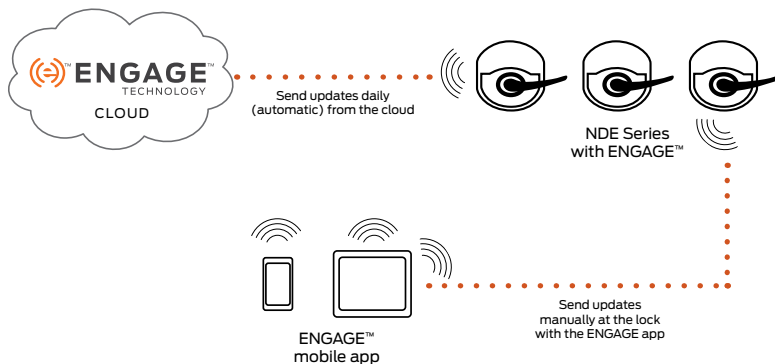 (e)™ ENGAGE™
TECHNOLOGY
CLOUD
Send updates daily
(automatic) from the cloud
NDE Series
with ENGAGE™
ENGAGE™
mobile app
Send updates
manually at the lock
with the ENGAGE app